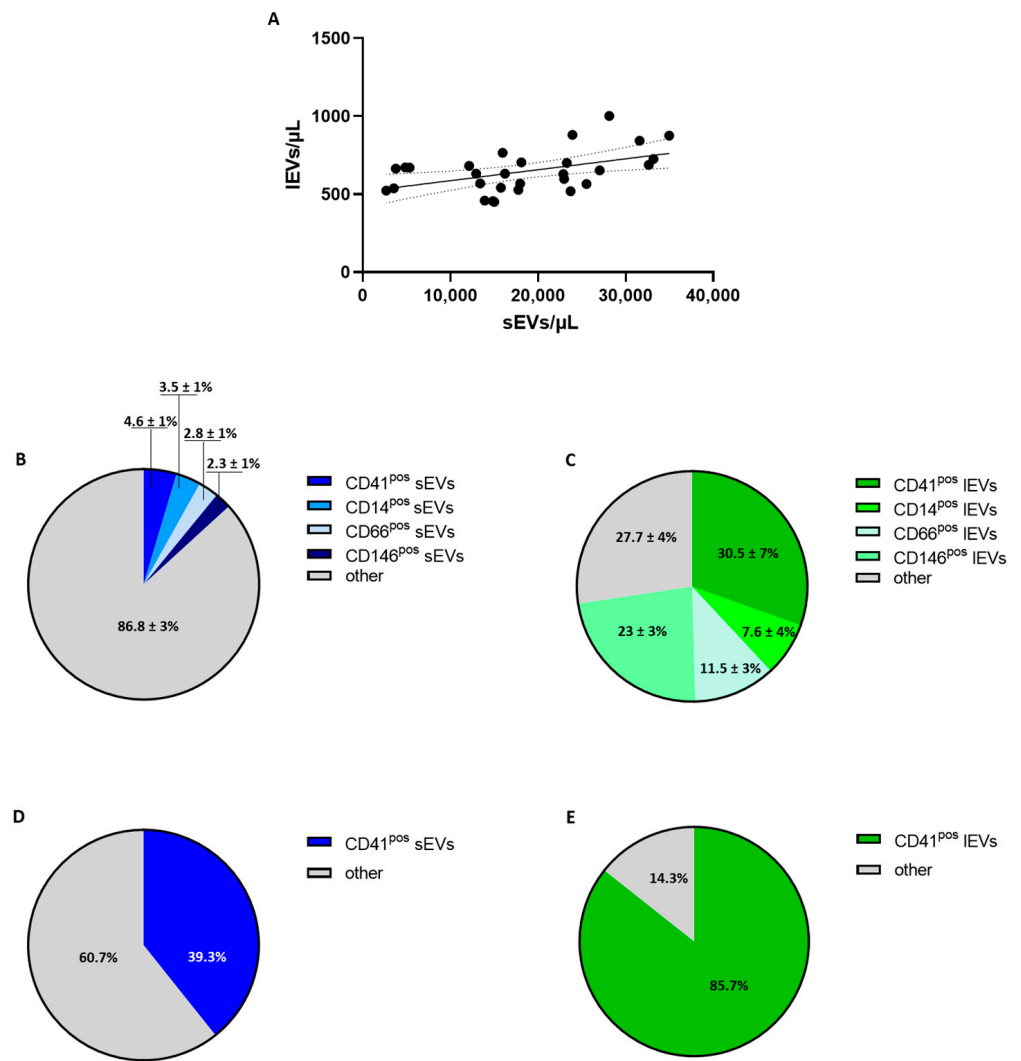 A
1500
1000
500
0
lEVs/µL
0 10,000 20,000 30,000 40,000
sEVs/µL
B
3.5 ± 1%
4.6 ± 1%
2.8 ± 1%
2.3 ± 1%
86.8 ± 3%
CD41pos sEVs
CD14pos sEVs
CD66pos sEVs
CD146pos sEVs
other
C
27.7 ± 4%
30.5 ± 7%
7.6 ± 4%
23 ± 3%
11.5 ± 3%
CD41pos lEVs
CD14pos lEVs
CD66pos lEVs
CD146pos lEVs
other
D
60.7%
39.3%
CD41pos sEVs
other
E
14.3%
85.7%
CD41pos lEVs
other